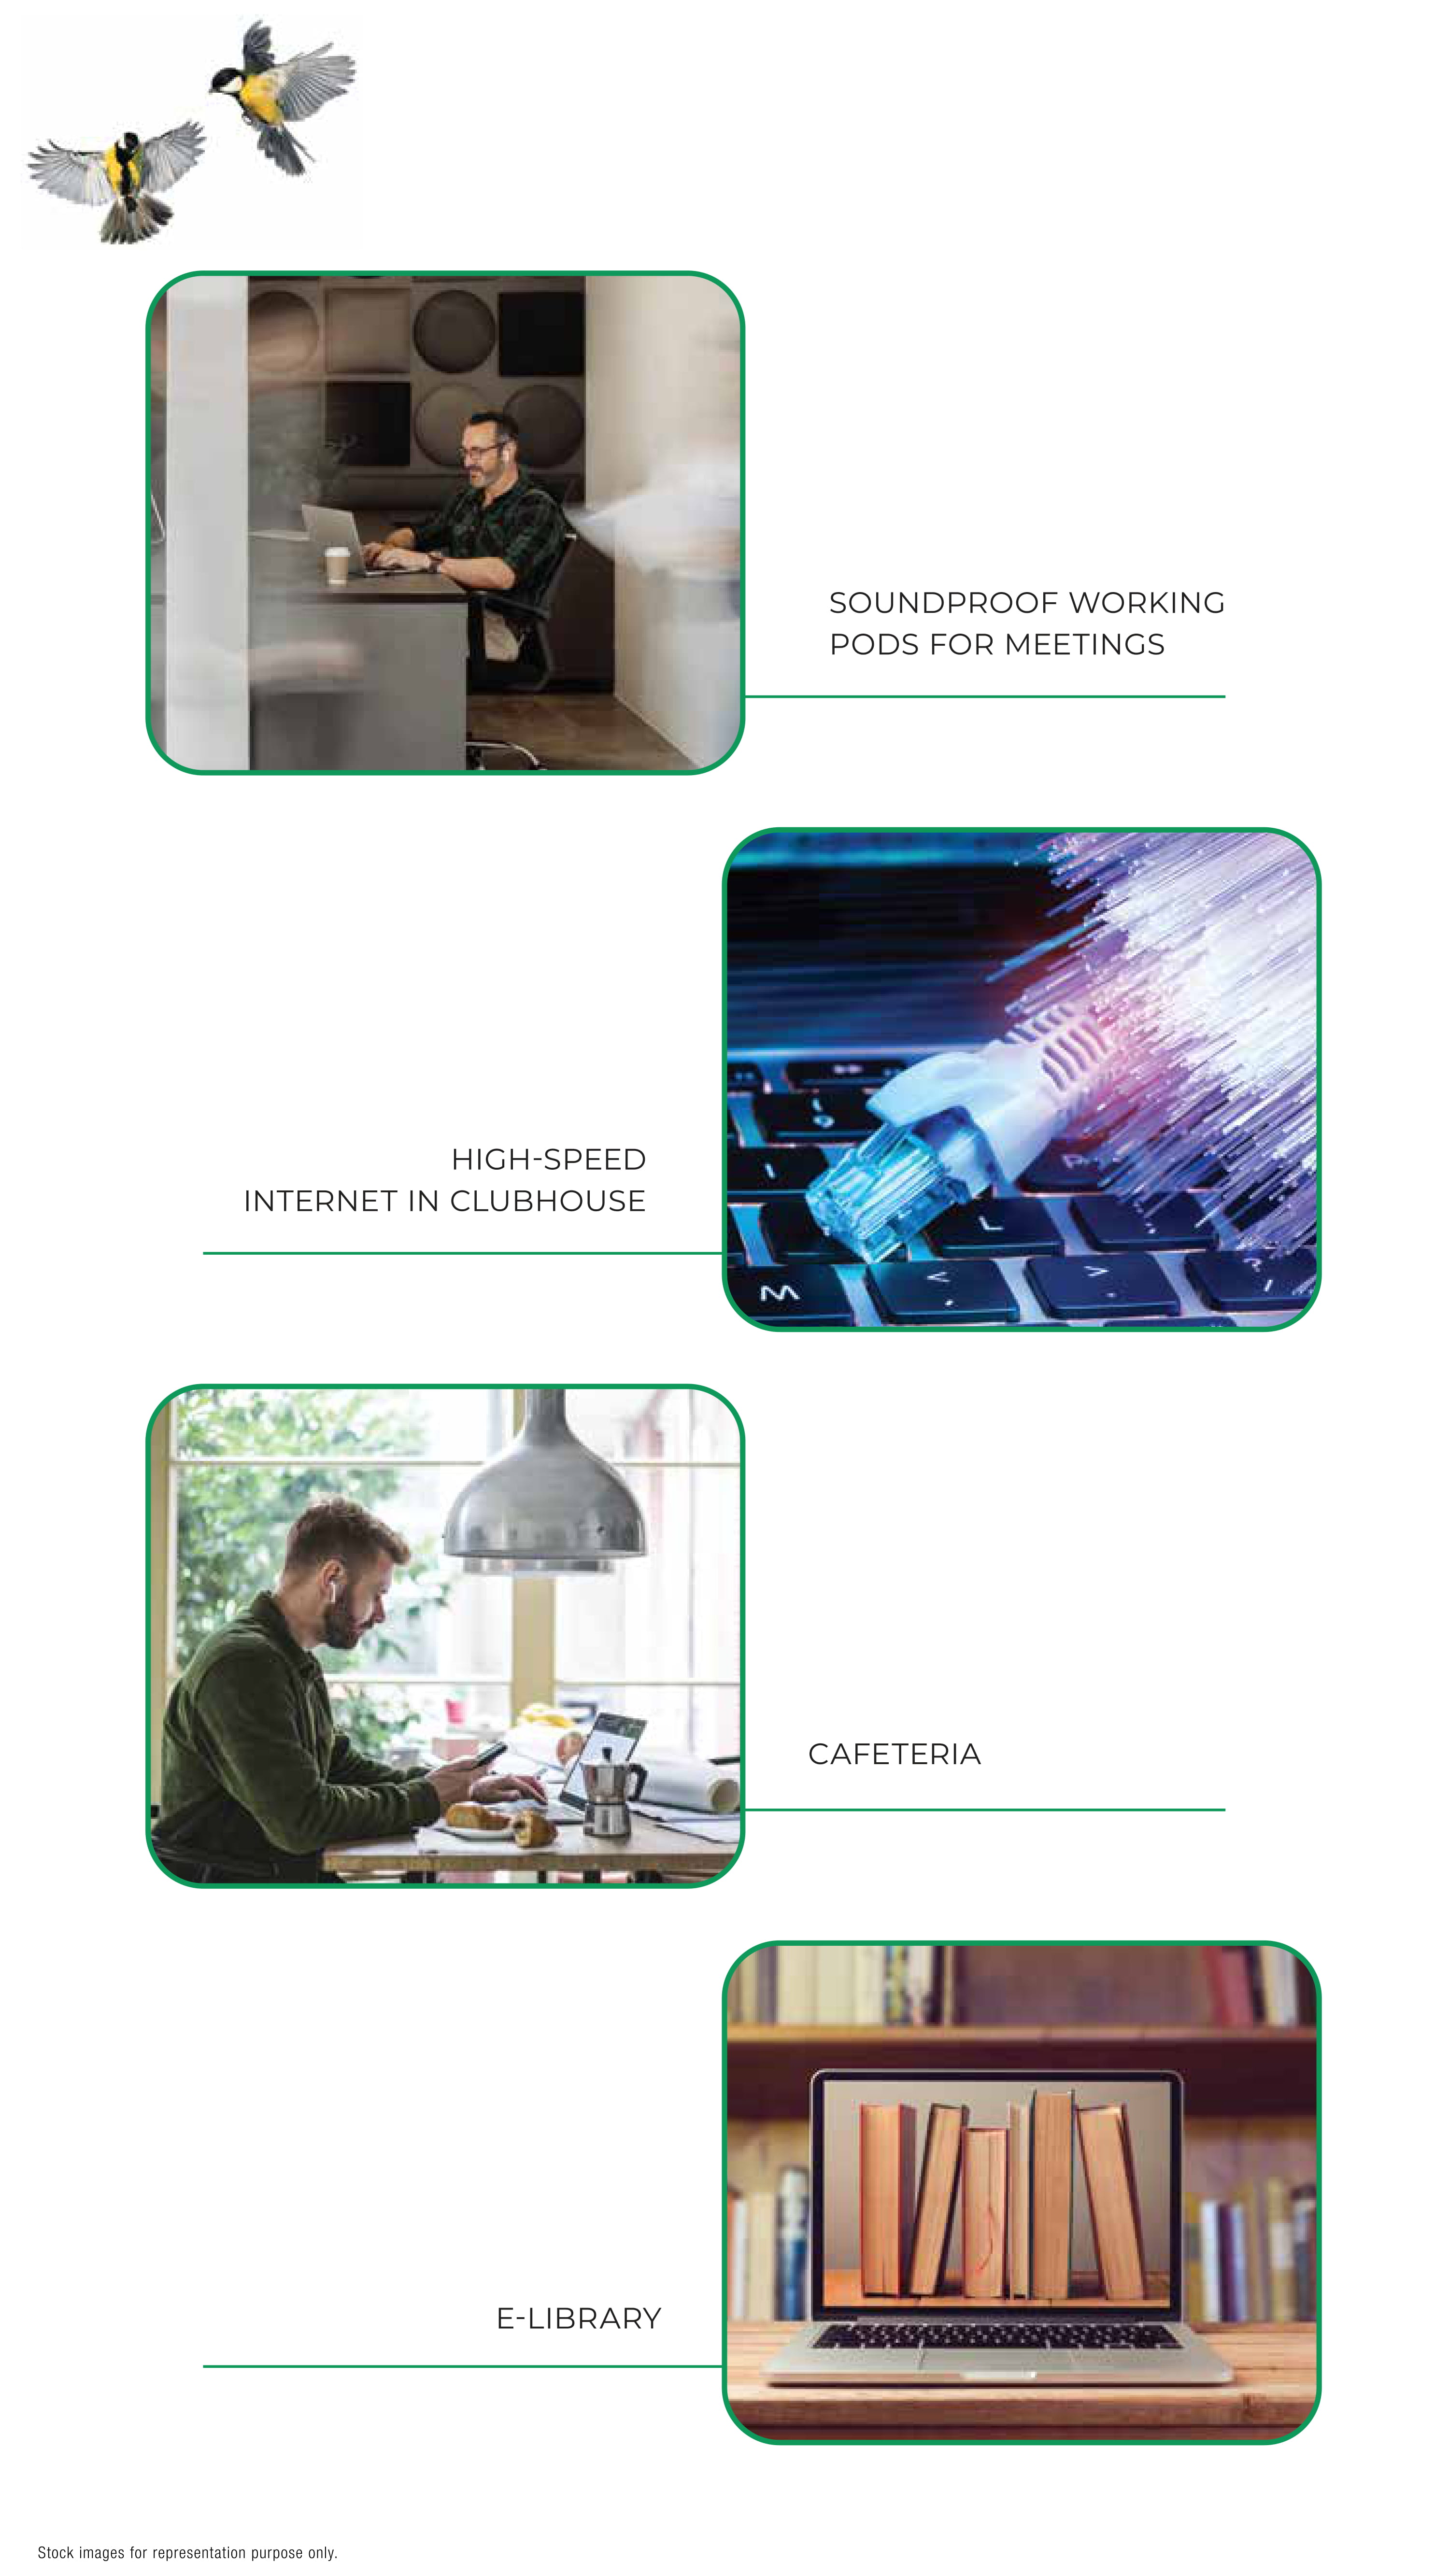 SOUNDPROOF WORKING
PODS FOR MEETINGS
HIGH-SPEED
INTERNET IN CLUBHOUSE
M
L
CAFETERIA
E-LIBRARY
Stock images for representation purpose only.